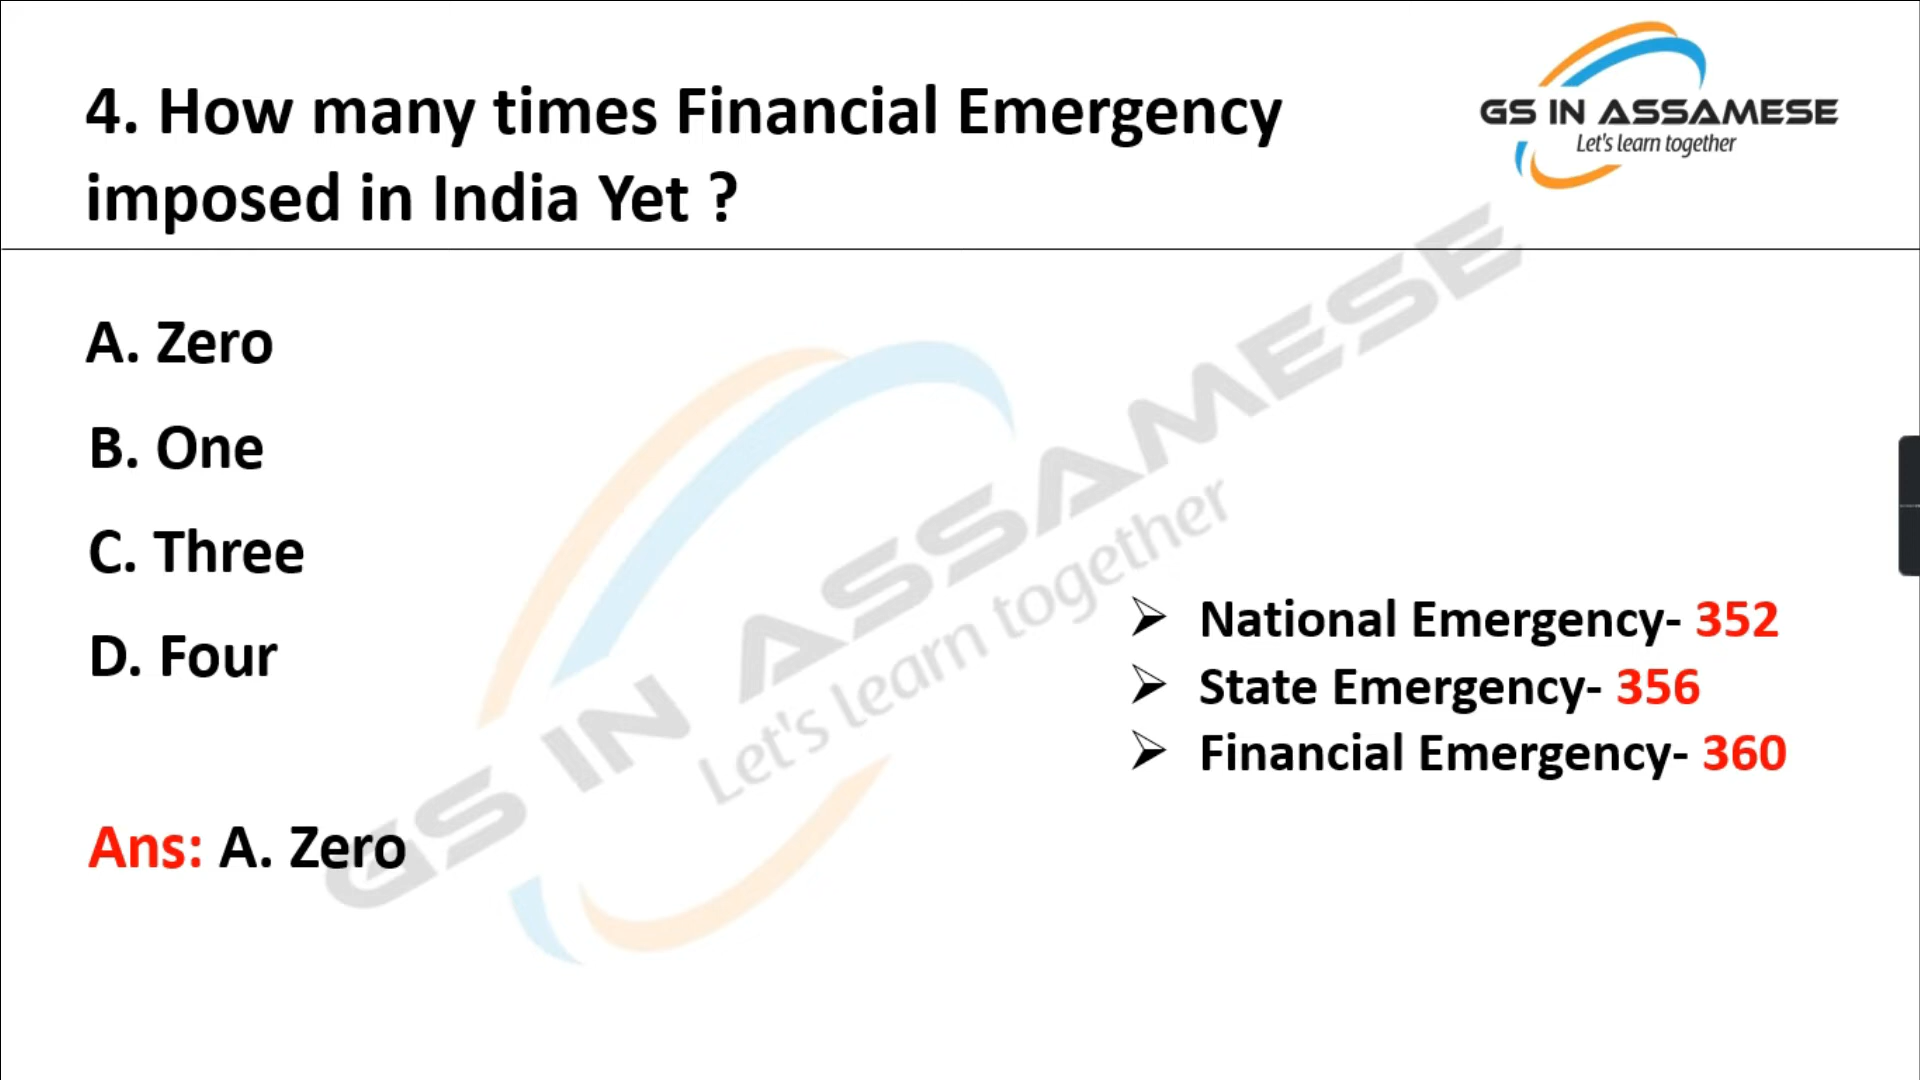 4. How many times Financial Emergency
imposed in India Yet ?
GS IN ASSAMESE
Let's learn together
A. Zero
B. One
C. Three
D. Four
➢ National Emergency- 352
➢ State Emergency- 356
➢ Financial Emergency- 360
Ans: A. Zero
GS IN ASSAMESE
Let's learn together